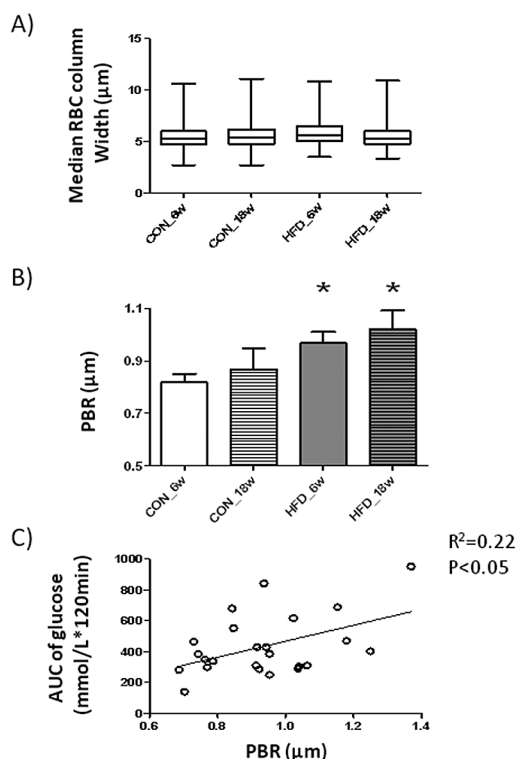 A)
Median RBC column
Width (µm)
15
10
5
0
CON_6w
CON_18w
HFD_6w
HFD_18w
B)
PBR (µm)
1.1
0.9
0.7
0.5
*
*
CON_6w
CON_18w
HFD_6w
HFD_18w
C)
R²=0.22
P<0.05
AUC of glucose
(mmol/L*120min)
1000
800
600
400
200
0
0.6
0.8
1.0
1.2
1.4
PBR (µm)